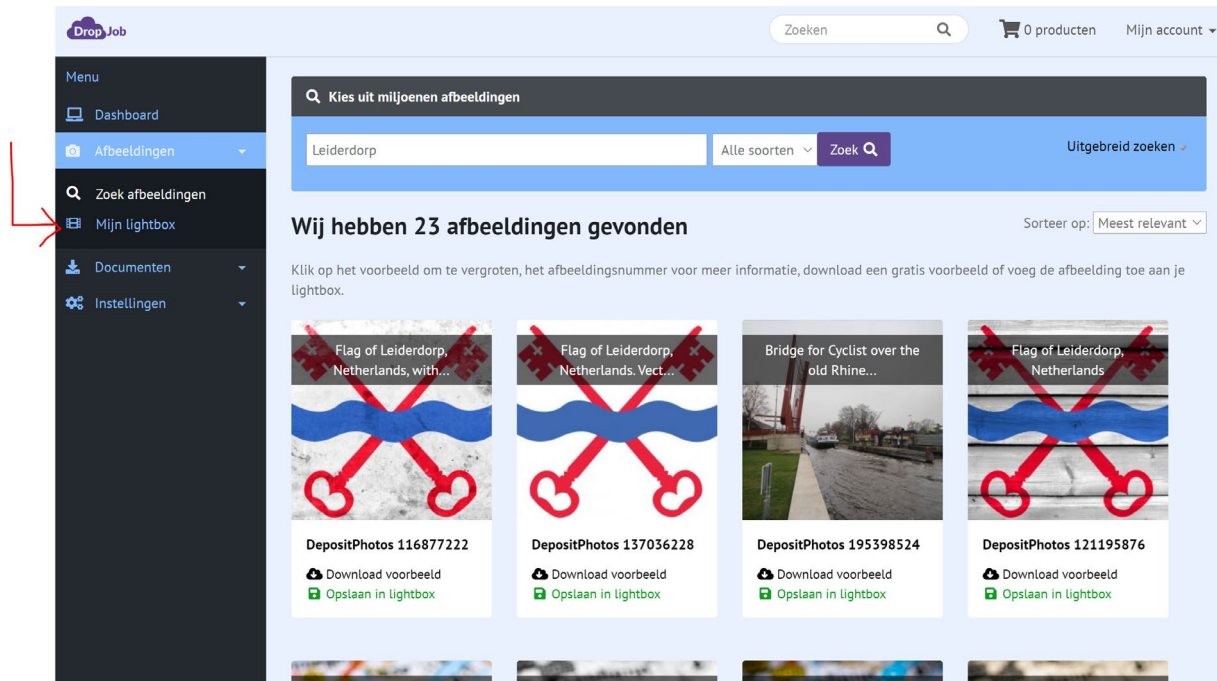 DropJob
Zoeken
0 producten
Mijn account
Menu
Dashboard
Afbeeldingen
Zoek afbeeldingen
Mijn lightbox
Documenten
Instellingen
Kies uit miljoenen afbeeldingen
Leiderdorp
Alle soorten
Zoek
Uitgebreid zoeken
Wij hebben 23 afbeeldingen gevonden
Sorteer op: Meest relevant
Klik op het voorbeeld om te vergroten, het afbeeldingsnummer voor meer informatie, download een gratis voorbeeld of voeg de afbeelding toe aan je
lightbox.
Flag of Leiderdorp,
Netherlands, with...
DepositPhotos 116877222
Download voorbeeld
Opslaan in lightbox
Flag of Leiderdorp,
Netherlands. Vect...
DepositPhotos 137036228
Download voorbeeld
Opslaan in lightbox
Bridge for Cyclist over the
old Rhine...
DepositPhotos 195398524
Download voorbeeld
Opslaan in lightbox
Flag of Leiderdorp,
Netherlands
DepositPhotos 121195876
Download voorbeeld
Opslaan in lightbox